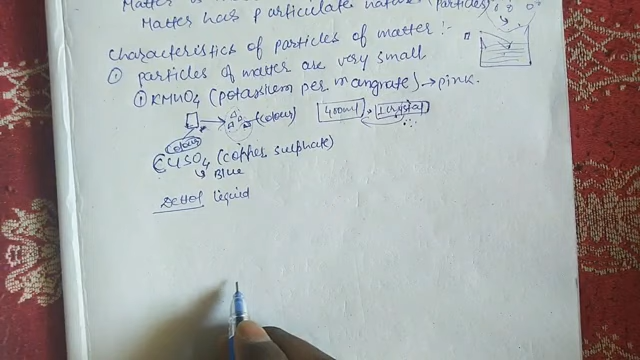 Matter has particulate nature (particles)
characteristics of particles of matter :
① particles of matter are very small
① KMnO4 (potassium per mangnate) → pink.
(colour) 400ml 1 crystal
colour
CuSO4 (copper sulphate)
Blue
Dettol liquid